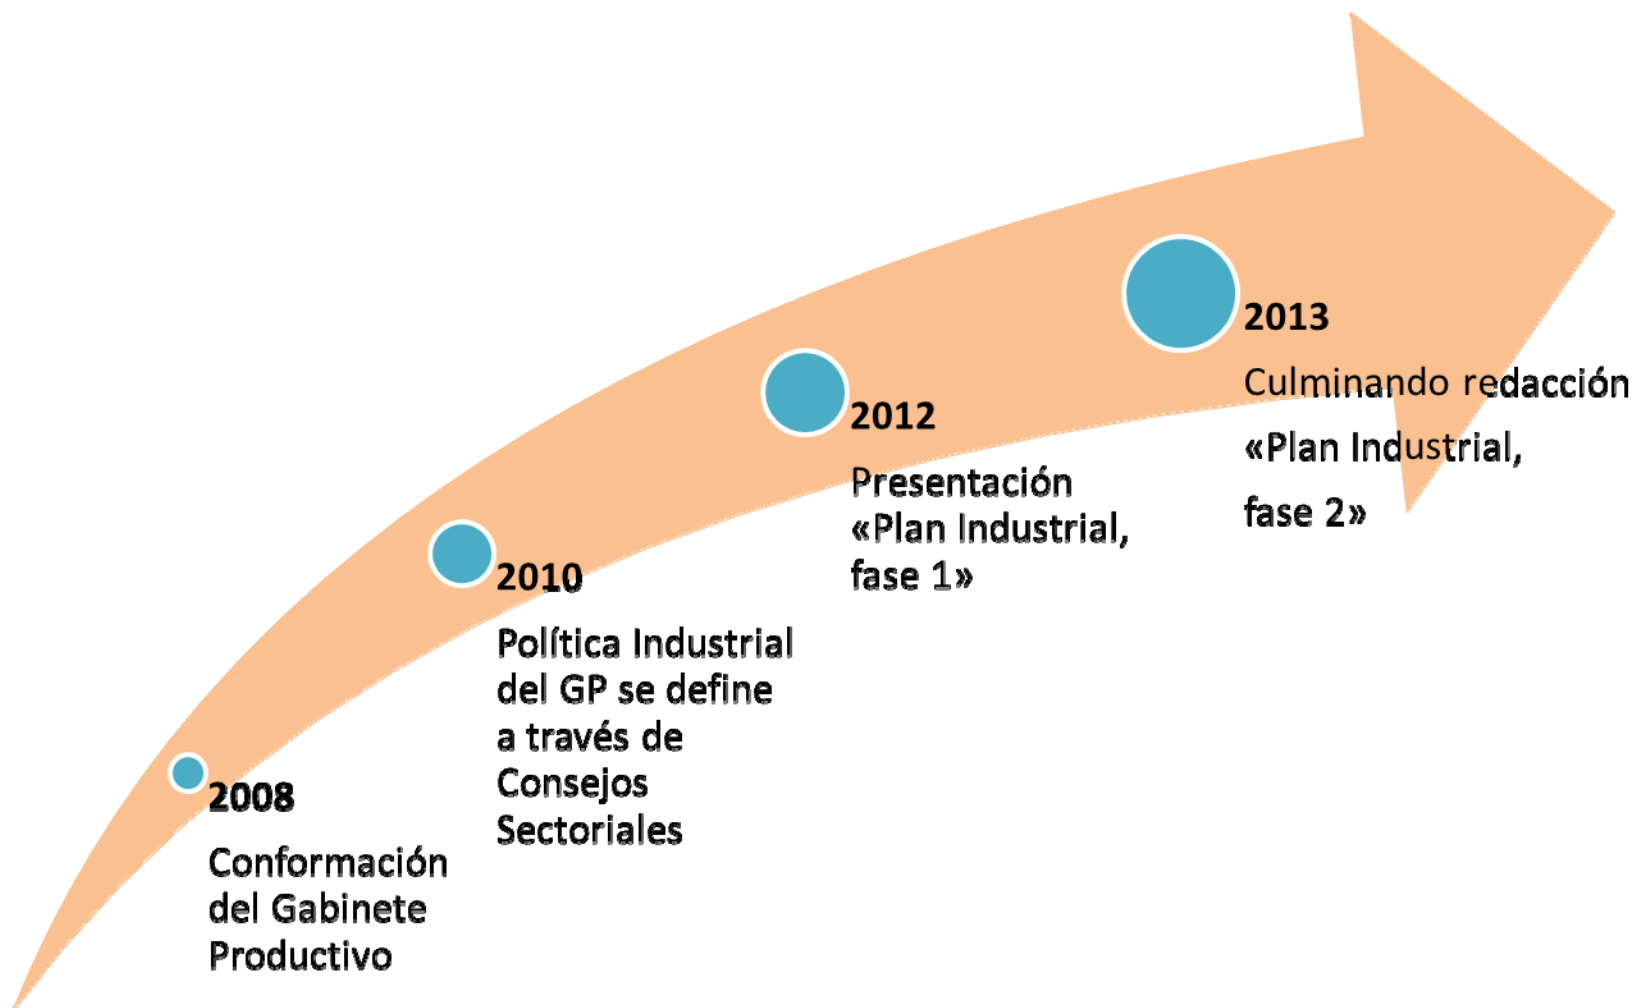 2008
Conformación
del Gabinete
Productivo
2010
Política Industrial
del GP se define
a través de
Consejos
Sectoriales
2012
Presentación
«Plan Industrial,
fase 1»
2013
Culminando redacción
«Plan Industrial,
fase 2»